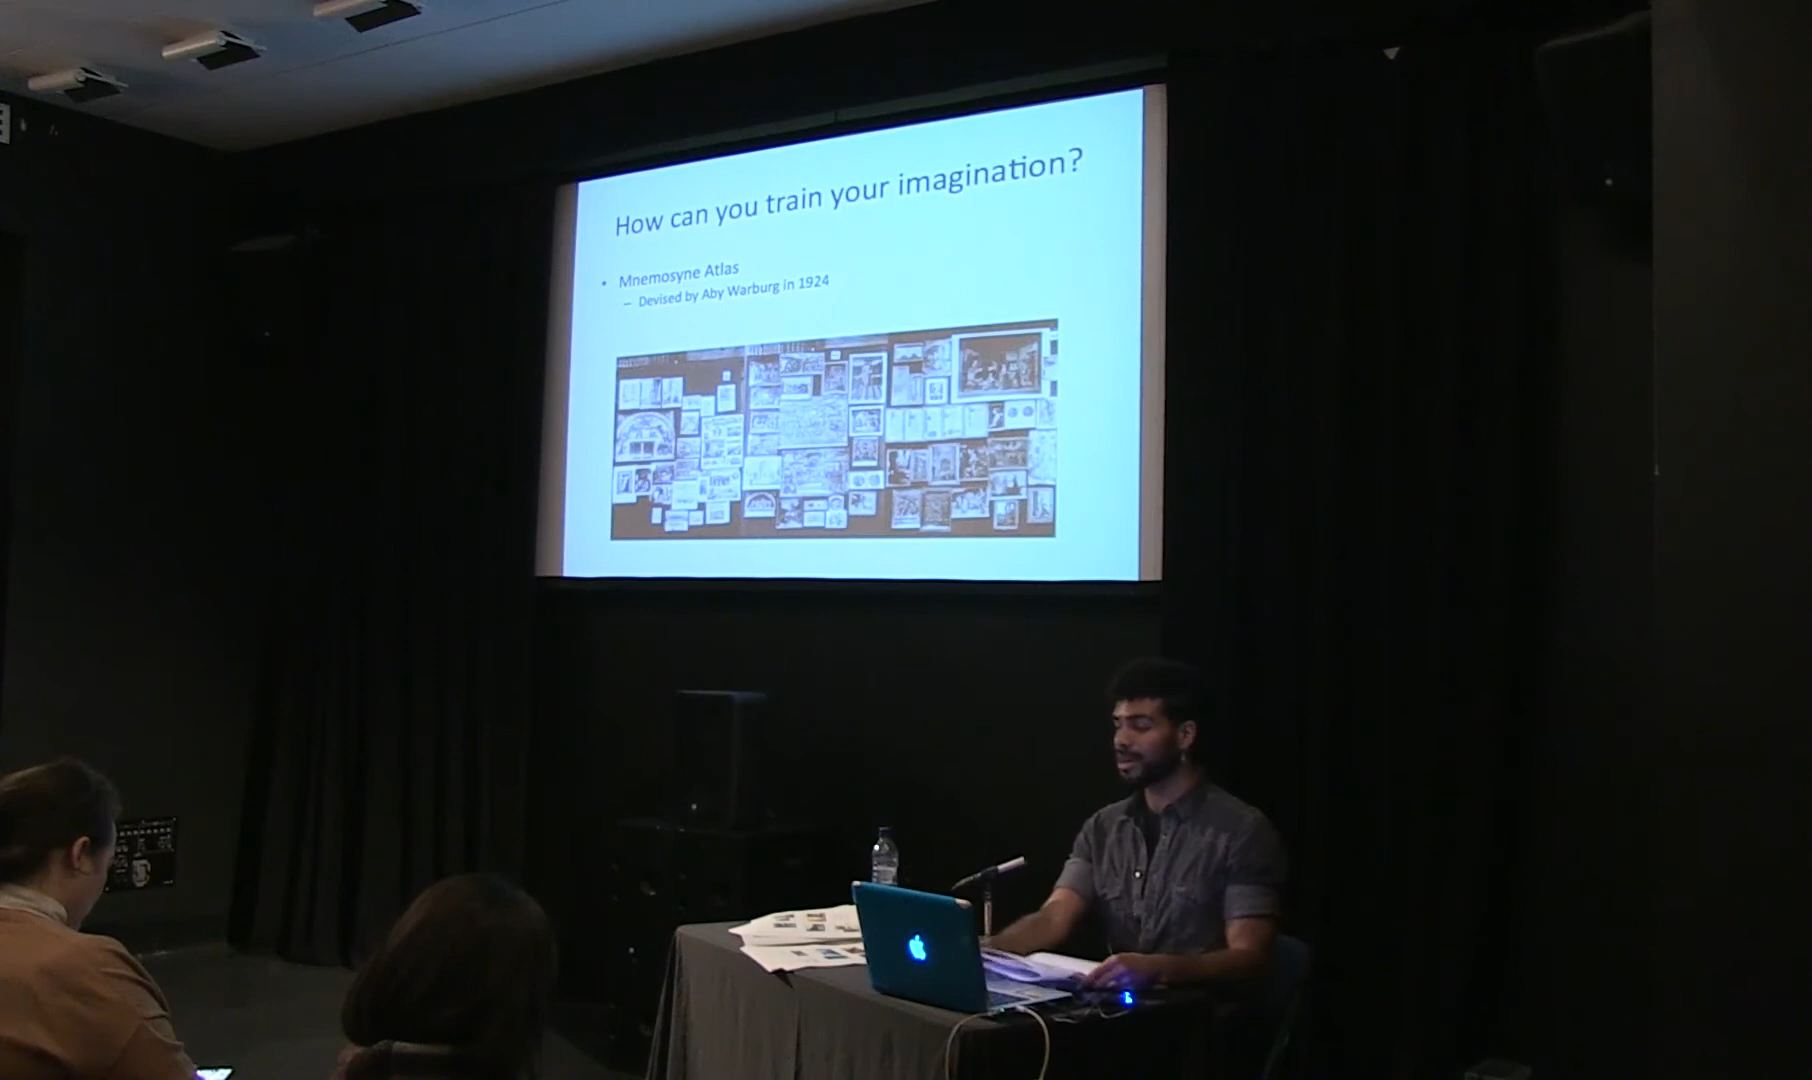 How can you train your imagination?
• Mnemosyne Atlas
– Devised by Aby Warburg in 1924